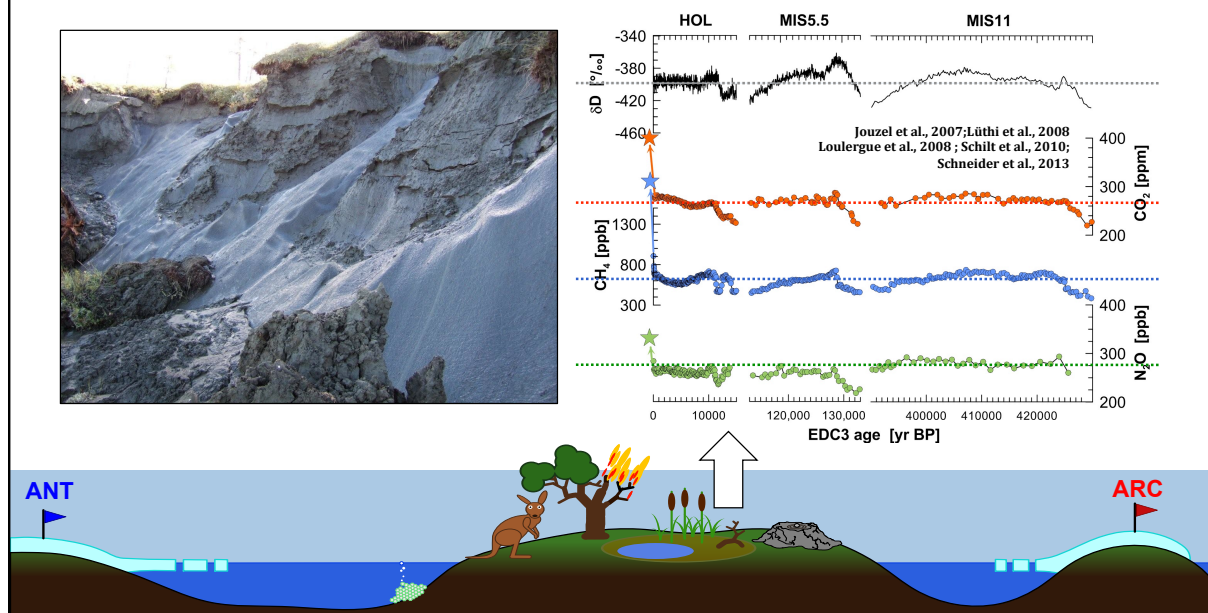 HOL MIS5.5 MIS11
-340
-380
-420
-460
δD [°/₀₀]
Jouzel et al., 2007;Lüthi et al., 2008
Loulergue et al., 2008 ; Schilt et al., 2010;
Schneider et al., 2013
400
300
200
CO₂ [ppm]
1300
800
300
CH₄ [ppb]
400
300
200
N₂O [ppb]
0 10000 120,000 130,000 400000 410000 420000
EDC3 age [yr BP]
ANT
ARC